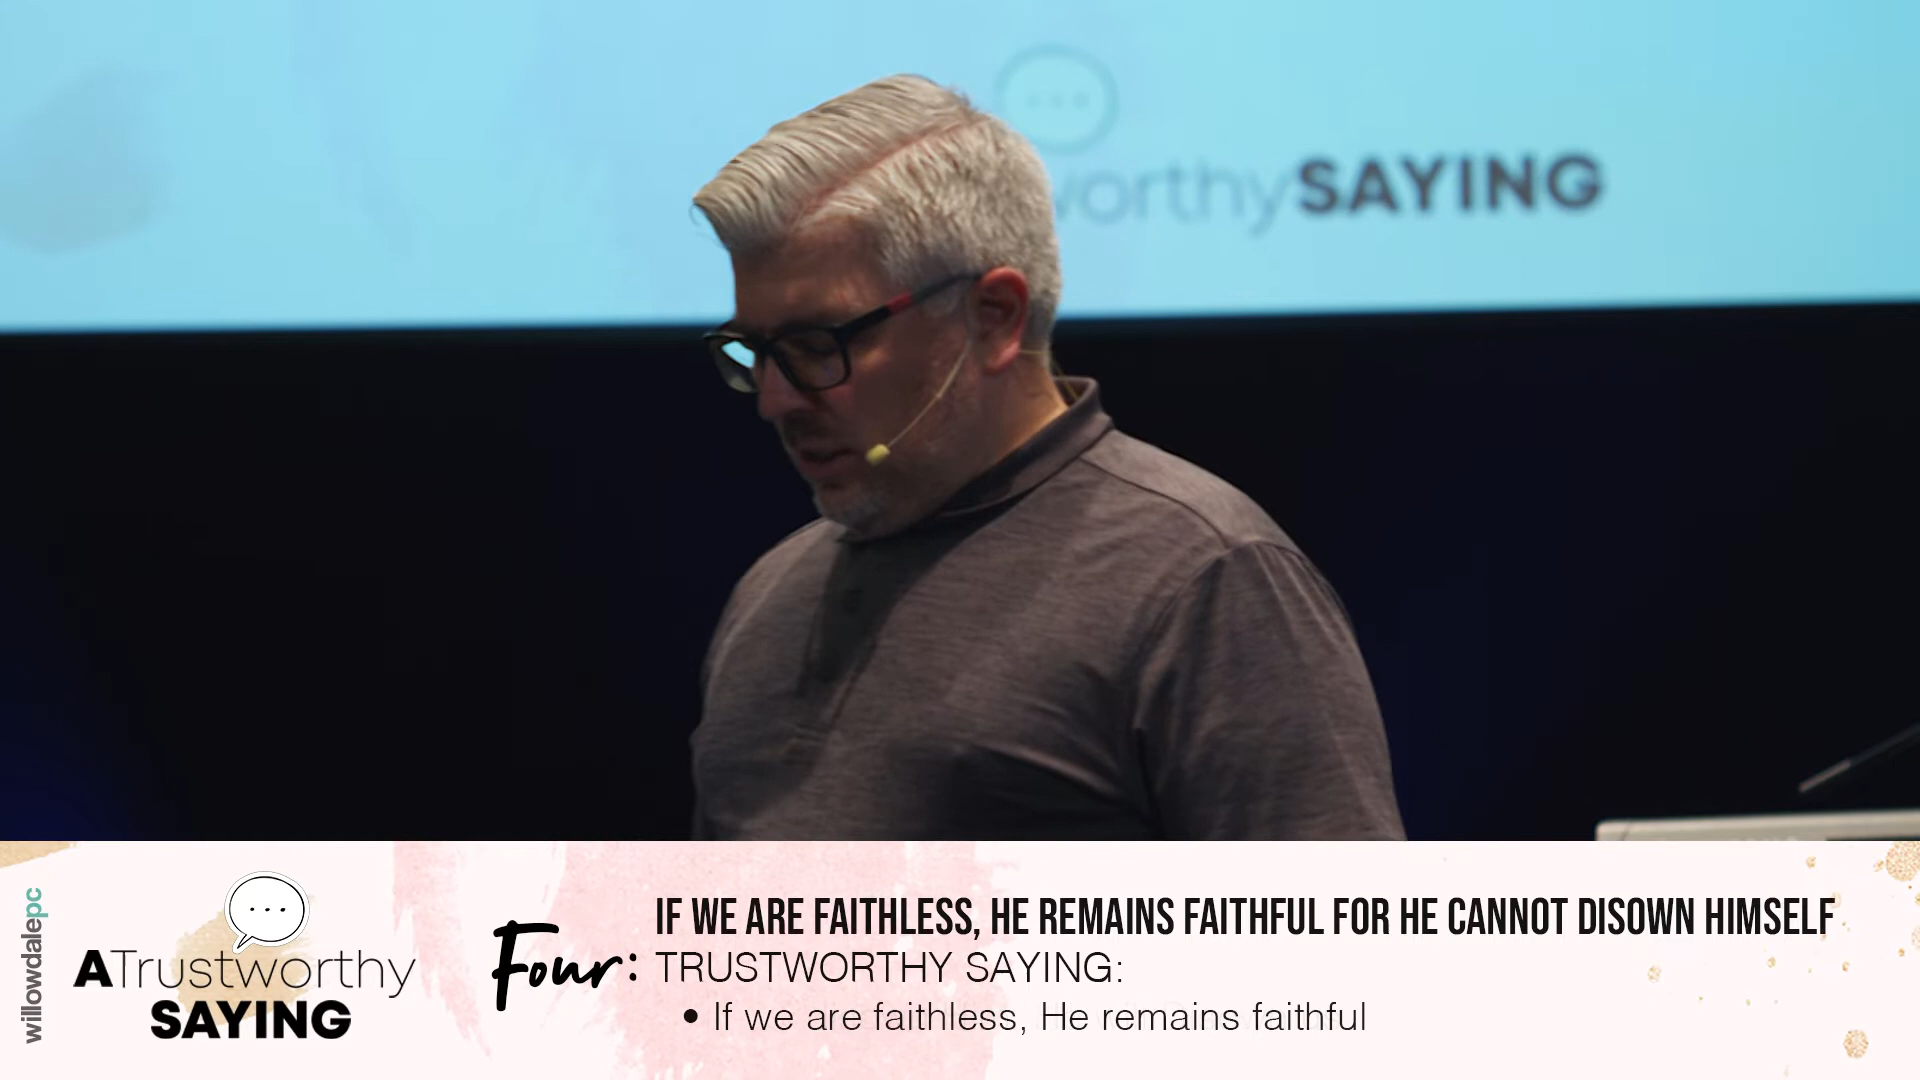 worthySAYING
willowdalepc
ATrustworthy
SAYING
Four:
IF WE ARE FAITHLESS, HE REMAINS FAITHFUL FOR HE CANNOT DISOWN HIMSELF
TRUSTWORTHY SAYING:
• If we are faithless, He remains faithful